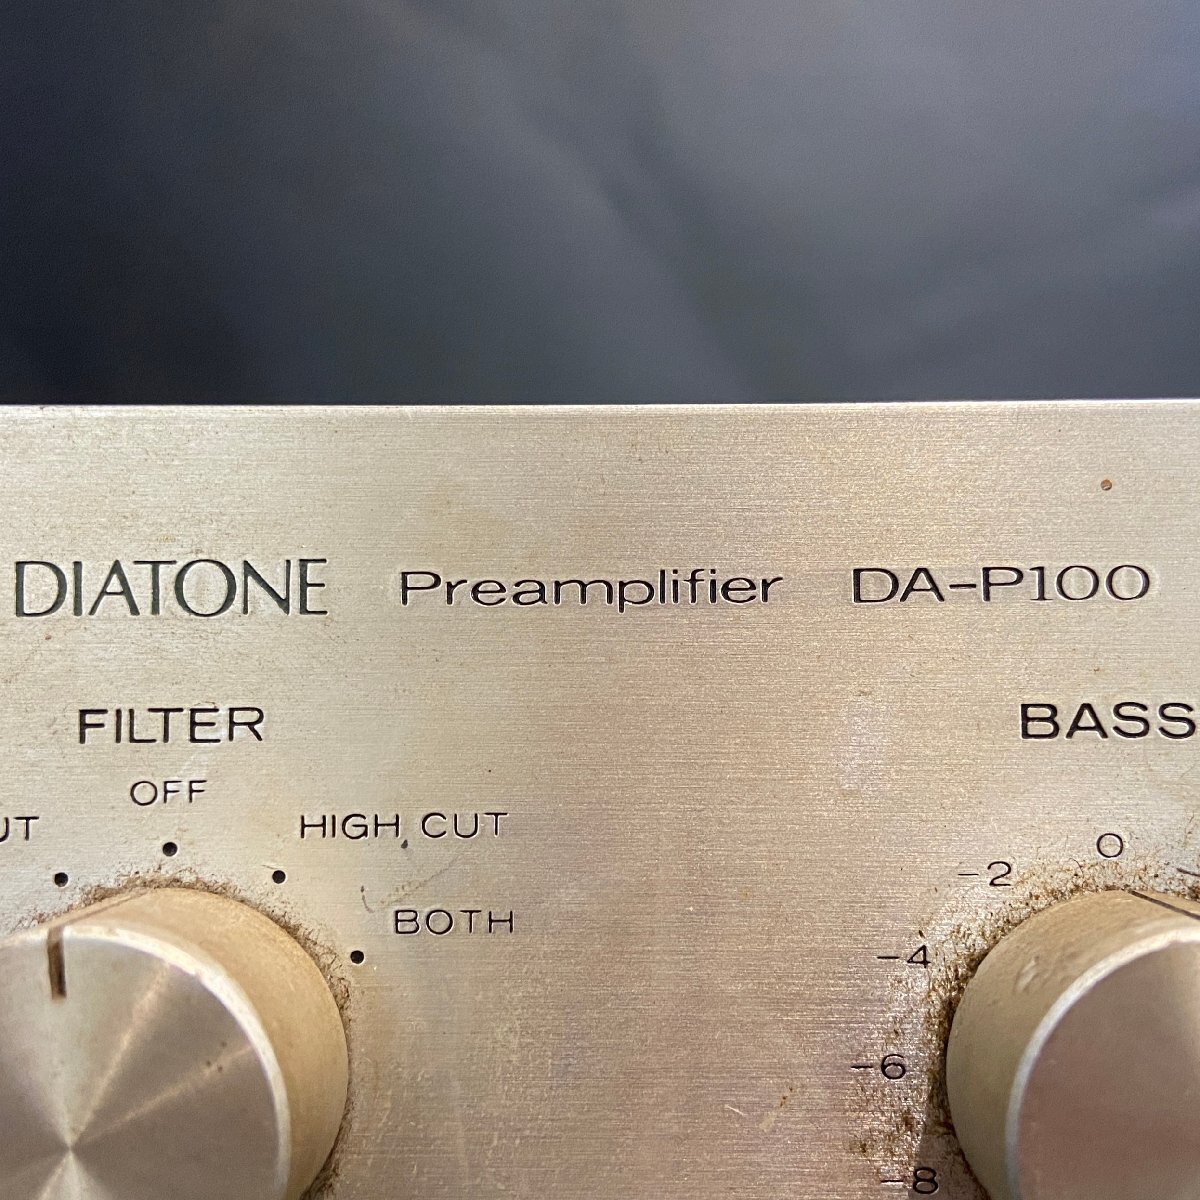 DIATONE Preamplifier DA-P100
FILTER
BASS
OFF
HIGH CUT
0
-2
BOTH
-4
-6
-8